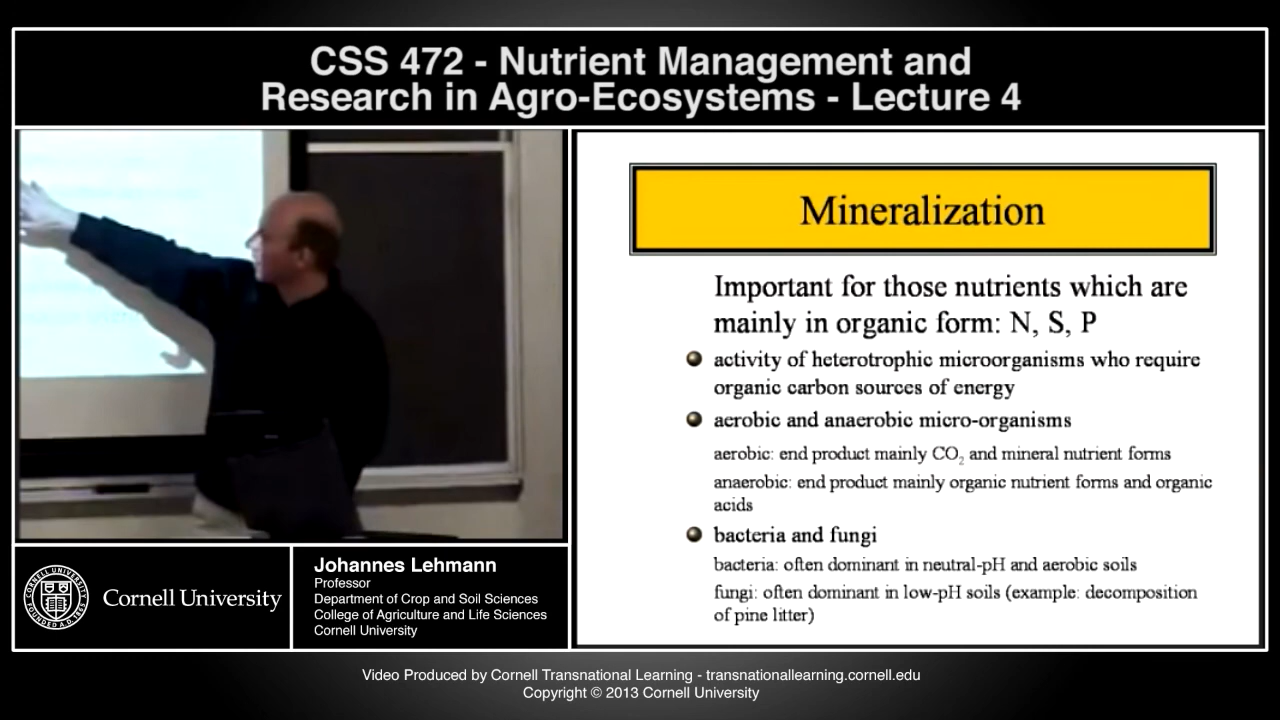 CSS 472 - Nutrient Management and
Research in Agro-Ecosystems - Lecture 4
Mineralization
Important for those nutrients which are
mainly in organic form: N, S, P
activity of heterotrophic microorganisms who require
organic carbon sources of energy
aerobic and anaerobic micro-organisms
aerobic: end product mainly CO₂ and mineral nutrient forms
anaerobic: end product mainly organic nutrient forms and organic
acids
bacteria and fungi
bacteria: often dominant in neutral-pH and aerobic soils
fungi: often dominant in low-pH soils (example: decomposition
of pine litter)
Cornell University
Johannes Lehmann
Professor
Department of Crop and Soil Sciences
College of Agriculture and Life Sciences
Cornell University
Video Produced by Cornell Transnational Learning - transnationallearning.cornell.edu
Copyright © 2013 Cornell University